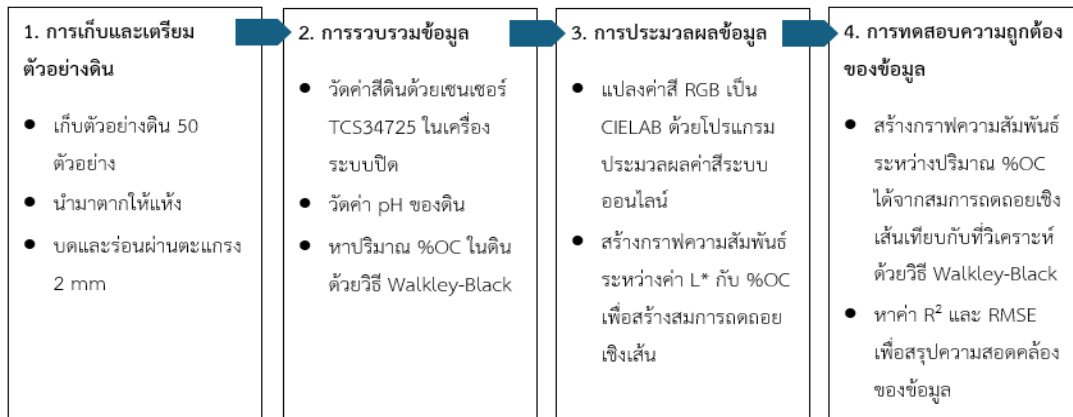 1. การเก็บและเตรียม
ตัวอย่างดิน
● เก็บตัวอย่างดิน 50
ตัวอย่าง
● นำมาตากให้แห้ง
● บดและร่อนผ่านตะแกรง
2 mm
2. การรวบรวมข้อมูล
● วัดค่าสีดินด้วยเซนเซอร์
TCS34725 ในเครื่อง
ระบบปิด
● วัดค่า pH ของดิน
● หาปริมาณ %OC ในดิน
ด้วยวิธี Walkley-Black
3. การประมวลผลข้อมูล
● แปลงค่าสี RGB เป็น
CIELAB ด้วยโปรแกรม
ประมวลผลค่าสีระบบ
ออนไลน์
● สร้างกราฟความสัมพันธ์
ระหว่างค่า L* กับ %OC
เพื่อสร้างสมการถดถอย
เชิงเส้น
4. การทดสอบความถูกต้อง
ของข้อมูล
● สร้างกราฟความสัมพันธ์
ระหว่างปริมาณ %OC
ได้จากสมการถดถอยเชิง
เส้นเทียบกับที่วิเคราะห์
ด้วยวิธี Walkley-Black
● หาค่า R² และ RMSE
เพื่อสรุปความสอดคล้อง
ของข้อมูล